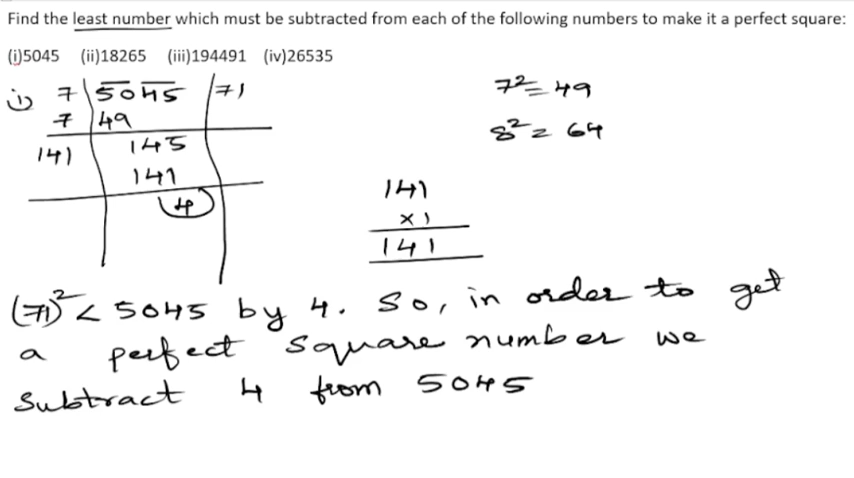 Find the least number which must be subtracted from each of the following numbers to make it a perfect square:
(i)5045 (ii)18265 (iii)194491 (iv)26535
i) 7 5045 71
7 49
141 145
141
4
7²=49
8²=64
141
×1
141
(71)² < 5045 by 4. So, in order to get
a perfect square number we
subtract 4 from 5045